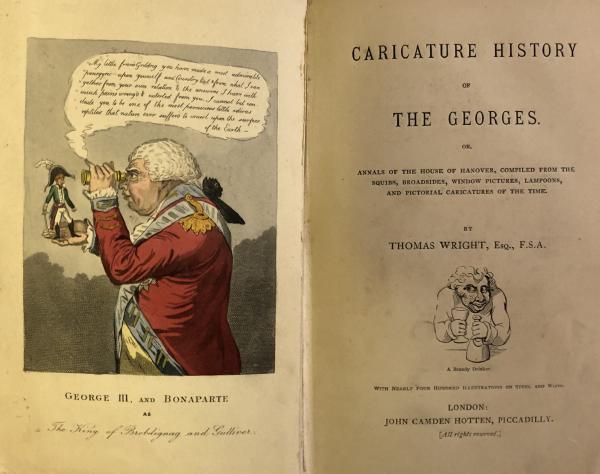 My little friend Grildrig you have made a most admirable
panegyric upon yourself and Country, but from what I can
gather from your own relation & the answers I have with
much pains wringed & extorted from you, I cannot but con-
clude you to be one of the most pernicious little odious
reptiles that nature ever suffer'd to crawl upon the surface
of the Earth
GEORGE III. AND BONAPARTE
AS
The King of Brobdignag and Gulliver.
CARICATURE HISTORY
OF
THE GEORGES.
OR,
ANNALS OF THE HOUSE OF HANOVER, COMPILED FROM THE
SQUIBS, BROADSIDES, WINDOW PICTURES, LAMPOONS,
AND PICTORIAL CARICATURES OF THE TIME.
BY
THOMAS WRIGHT, ESQ., F.S.A.
A Brandy Drinker.
WITH NEARLY FOUR HUNDRED ILLUSTRATIONS ON STEEL AND WOOD.
LONDON:
JOHN CAMDEN HOTTEN, PICCADILLY.
[All rights reserved.]